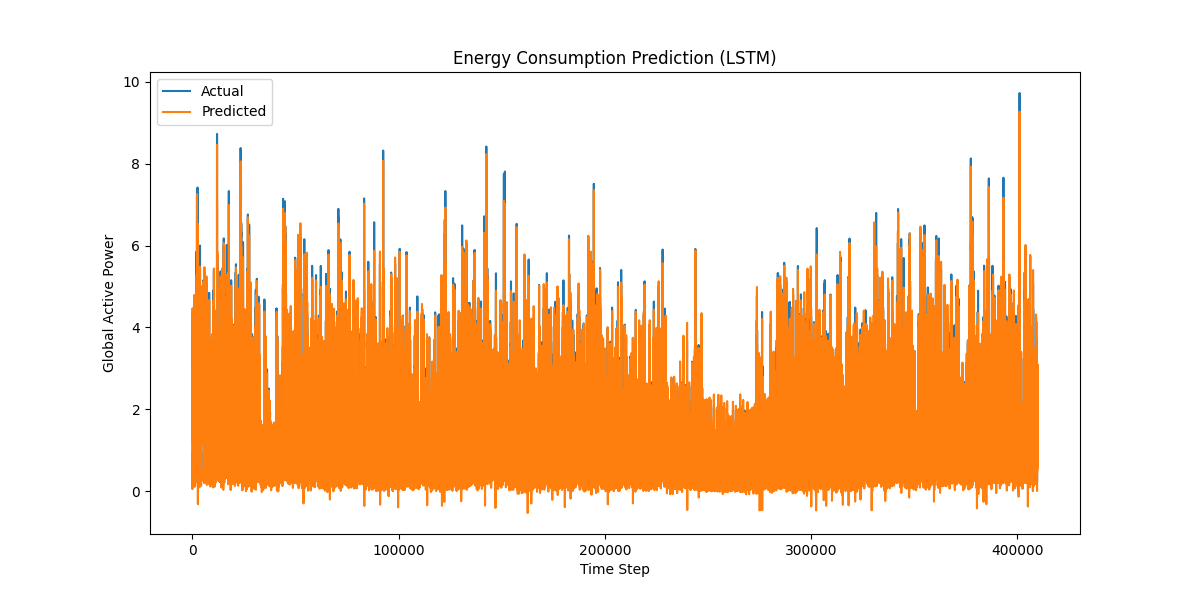 Energy Consumption Prediction (LSTM)
Actual
Predicted
10
8
6
4
2
0
Global Active Power
0 100000 200000 300000 400000
Time Step